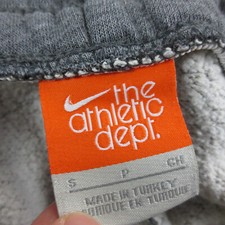 the
athletic
dept.
S P CH
MADE IN TURKEY
FABRIQUE EN TURQUIE